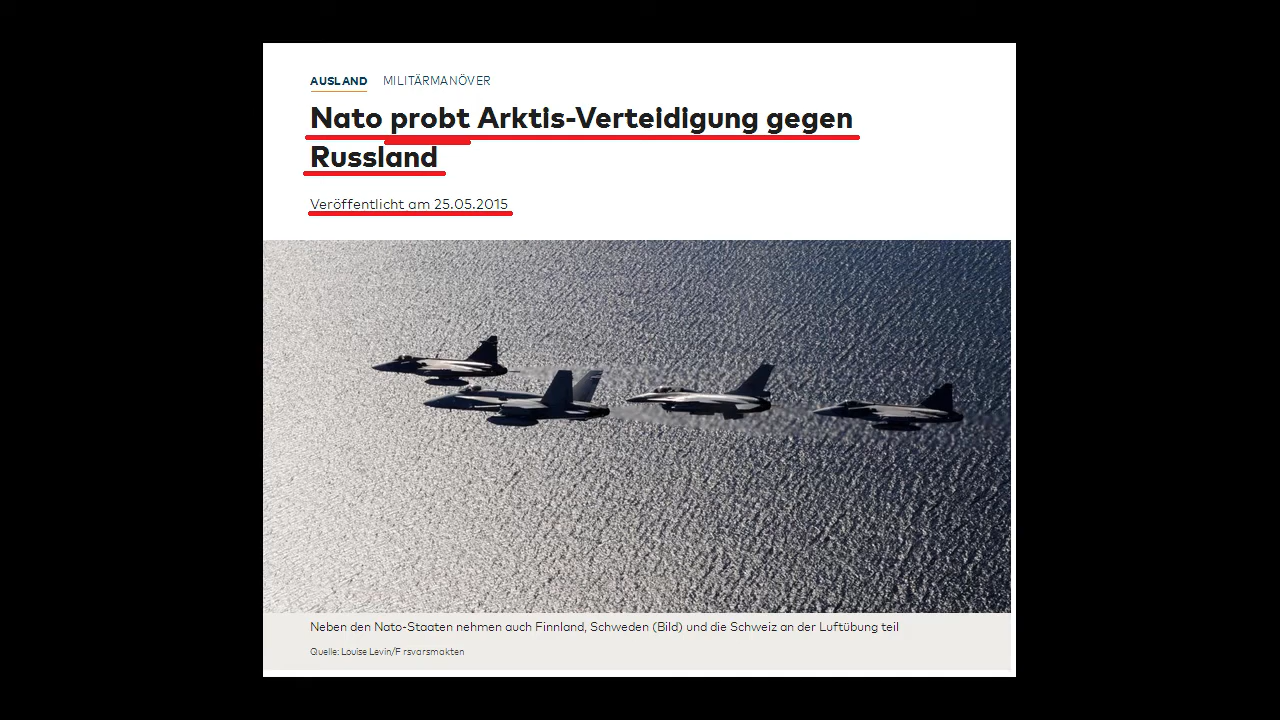 AUSLAND MILITÄRMANÖVER
Nato probt Arktis-Verteidigung gegen
Russland
Veröffentlicht am 25.05.2015
Neben den Nato-Staaten nehmen auch Finnland, Schweden (Bild) und die Schweiz an der Luftübung teil
Quelle: Louise Levin/F rsvarsmakten